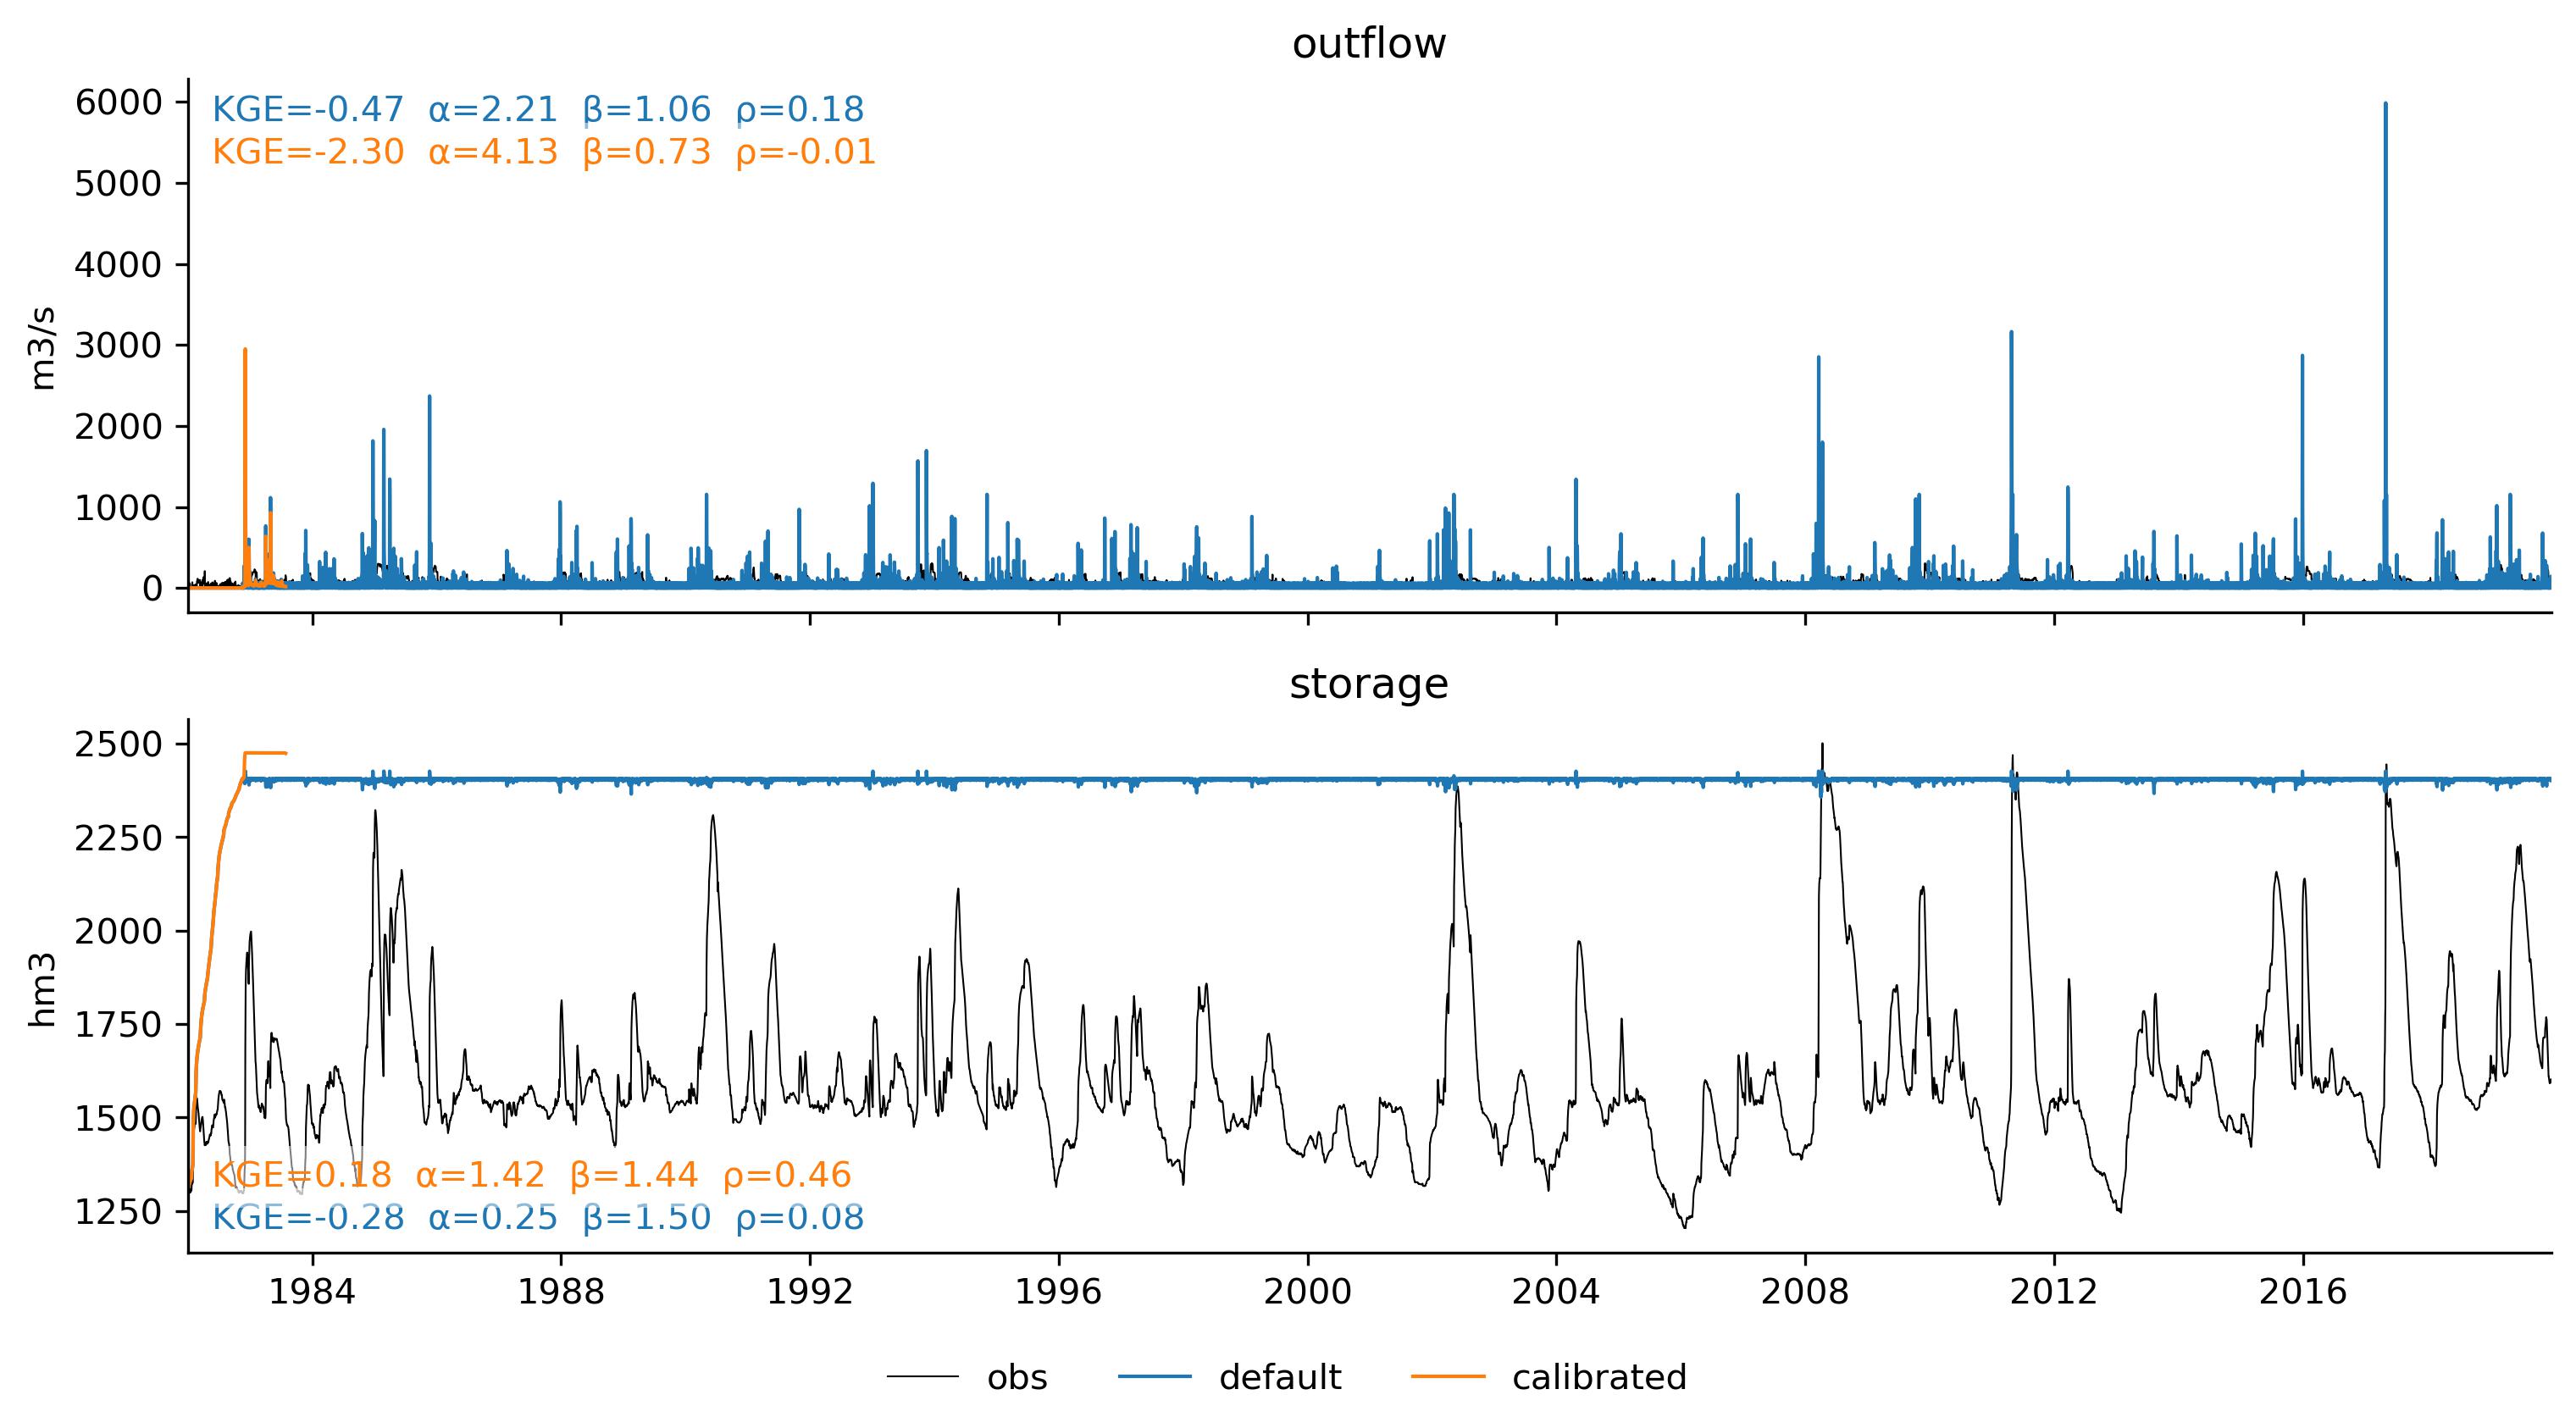 outflow
6000
5000
4000
3000
2000
1000
0
m3/s
KGE=-0.47 α=2.21 β=1.06 ρ=0.18
KGE=-2.30 α=4.13 β=0.73 ρ=-0.01
storage
2500
2250
2000
1750
1500
1250
hm3
KGE=0.18 α=1.42 β=1.44 ρ=0.46
KGE=-0.28 α=0.25 β=1.50 ρ=0.08
1984 1988 1992 1996 2000 2004 2008 2012 2016
obs default calibrated